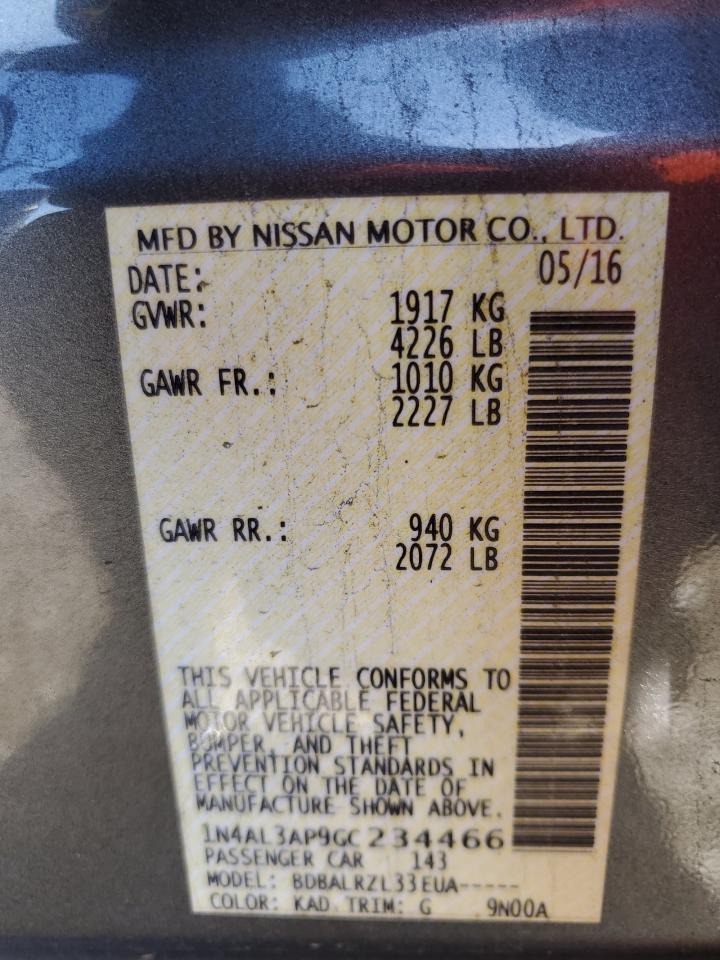 MFD BY NISSAN MOTOR CO., LTD.
DATE: 05/16
GVWR: 1917 KG
4226 LB
GAWR FR.: 1010 KG
2227 LB
GAWR RR.: 940 KG
2072 LB
THIS VEHICLE CONFORMS TO
ALL APPLICABLE FEDERAL
MOTOR VEHICLE SAFETY,
BUMPER, AND THEFT
PREVENTION STANDARDS IN
EFFECT ON THE DATE OF
MANUFACTURE SHOWN ABOVE.
1N4AL3AP9GC234466
PASSENGER CAR 143
MODEL: BDBALRZL33EUA-----
COLOR: KAD TRIM: G 9N00A